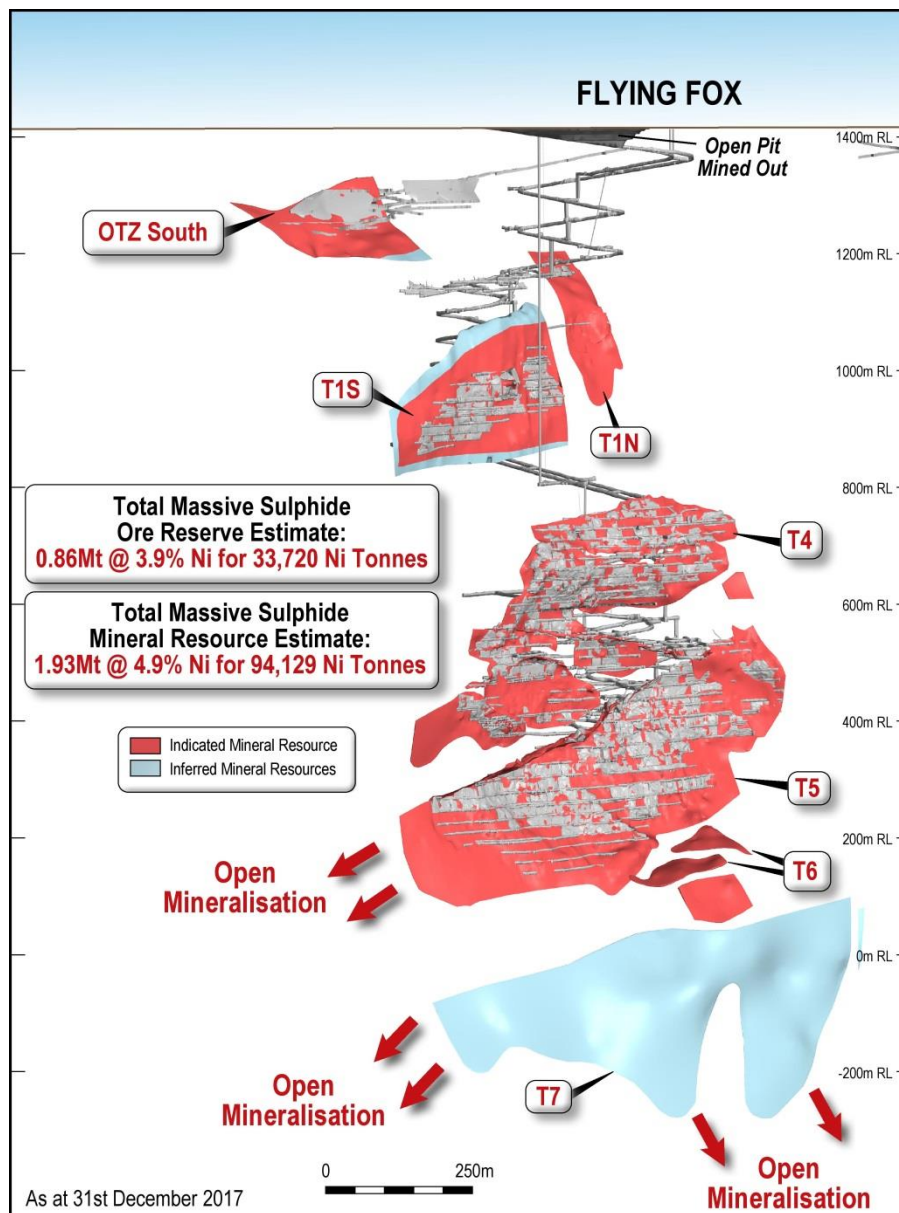 FLYING FOX
1400m RL
Open Pit
Mined Out
OTZ South
1200m RL
1000m RL
T1S
T1N
800m RL
Total Massive Sulphide
Ore Reserve Estimate:
0.86Mt @ 3.9% Ni for 33,720 Ni Tonnes
T4
600m RL
Total Massive Sulphide
Mineral Resource Estimate:
1.93Mt @ 4.9% Ni for 94,129 Ni Tonnes
400m RL
Indicated Mineral Resource
Inferred Mineral Resources
T5
200m RL
T6
Open
Mineralisation
0m RL
-200m RL
Open
Mineralisation
T7
0 250m
Open
Mineralisation
As at 31st December 2017